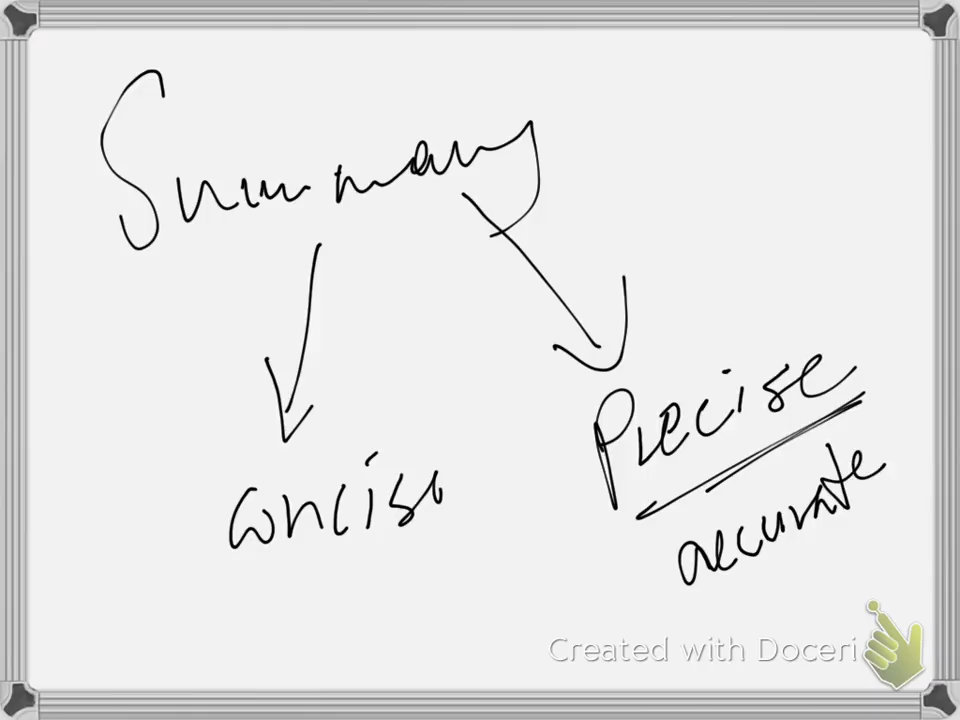 Summary
concise
Precise
accurate
Created with Doceri